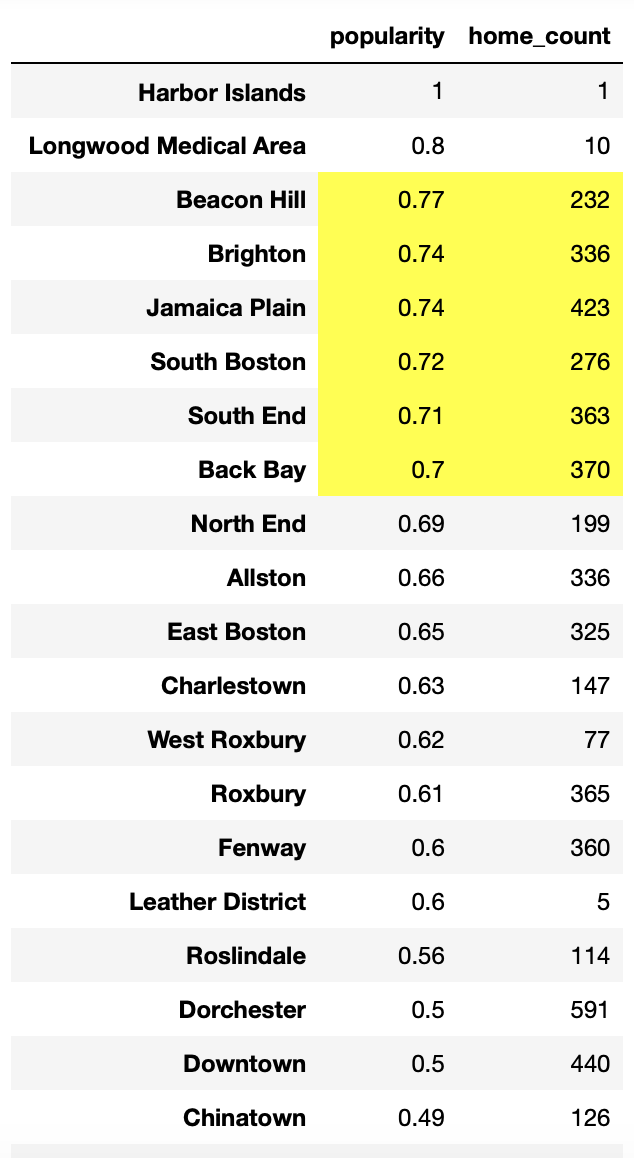 popularity home_count
Harbor Islands 1 1
Longwood Medical Area 0.8 10
Beacon Hill 0.77 232
Brighton 0.74 336
Jamaica Plain 0.74 423
South Boston 0.72 276
South End 0.71 363
Back Bay 0.7 370
North End 0.69 199
Allston 0.66 336
East Boston 0.65 325
Charlestown 0.63 147
West Roxbury 0.62 77
Roxbury 0.61 365
Fenway 0.6 360
Leather District 0.6 5
Roslindale 0.56 114
Dorchester 0.5 591
Downtown 0.5 440
Chinatown 0.49 126